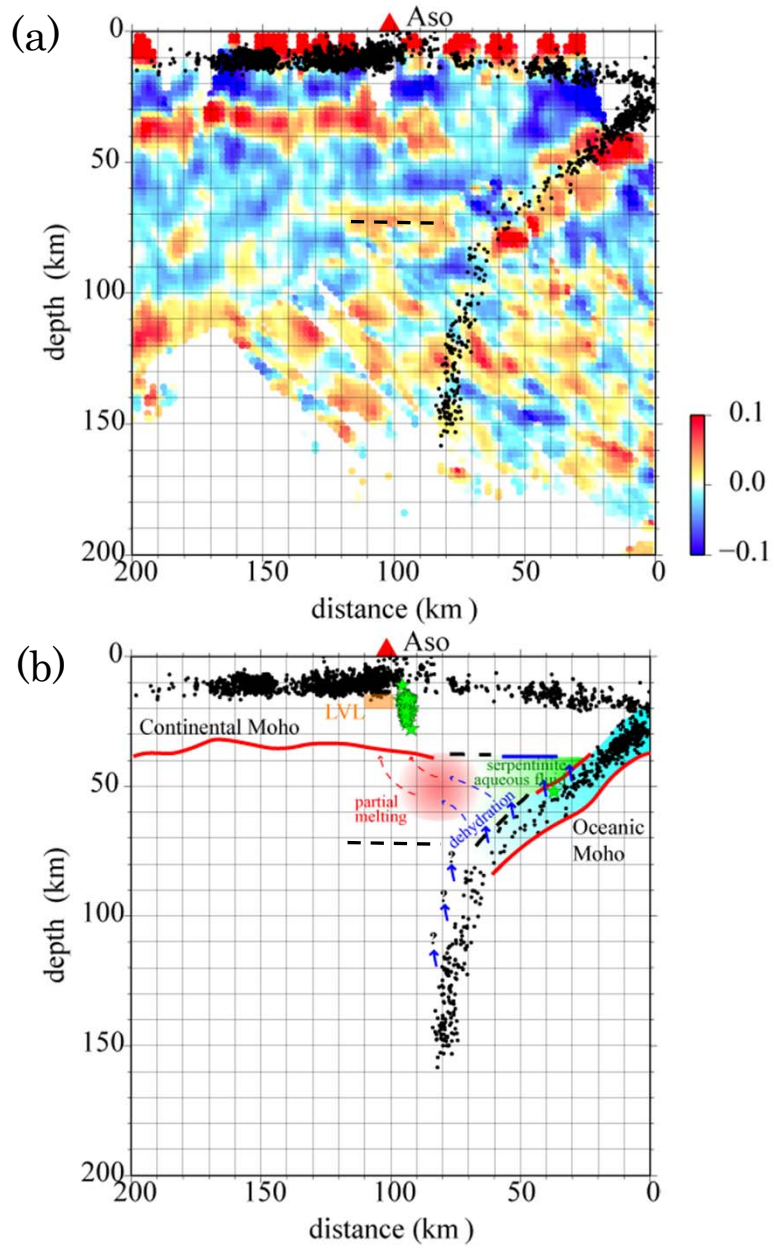 (a)
Aso
0
50
100
150
200
depth (km)
200 150 100 50 0
distance (km)
0.1
0.0
−0.1
(b)
Aso
0
50
100
150
200
depth (km)
LVL
Continental Moho
serpentinite
aqueous fluid
partial
melting
dehydration
Oceanic
Moho
?
?
?
200 150 100 50 0
distance (km)